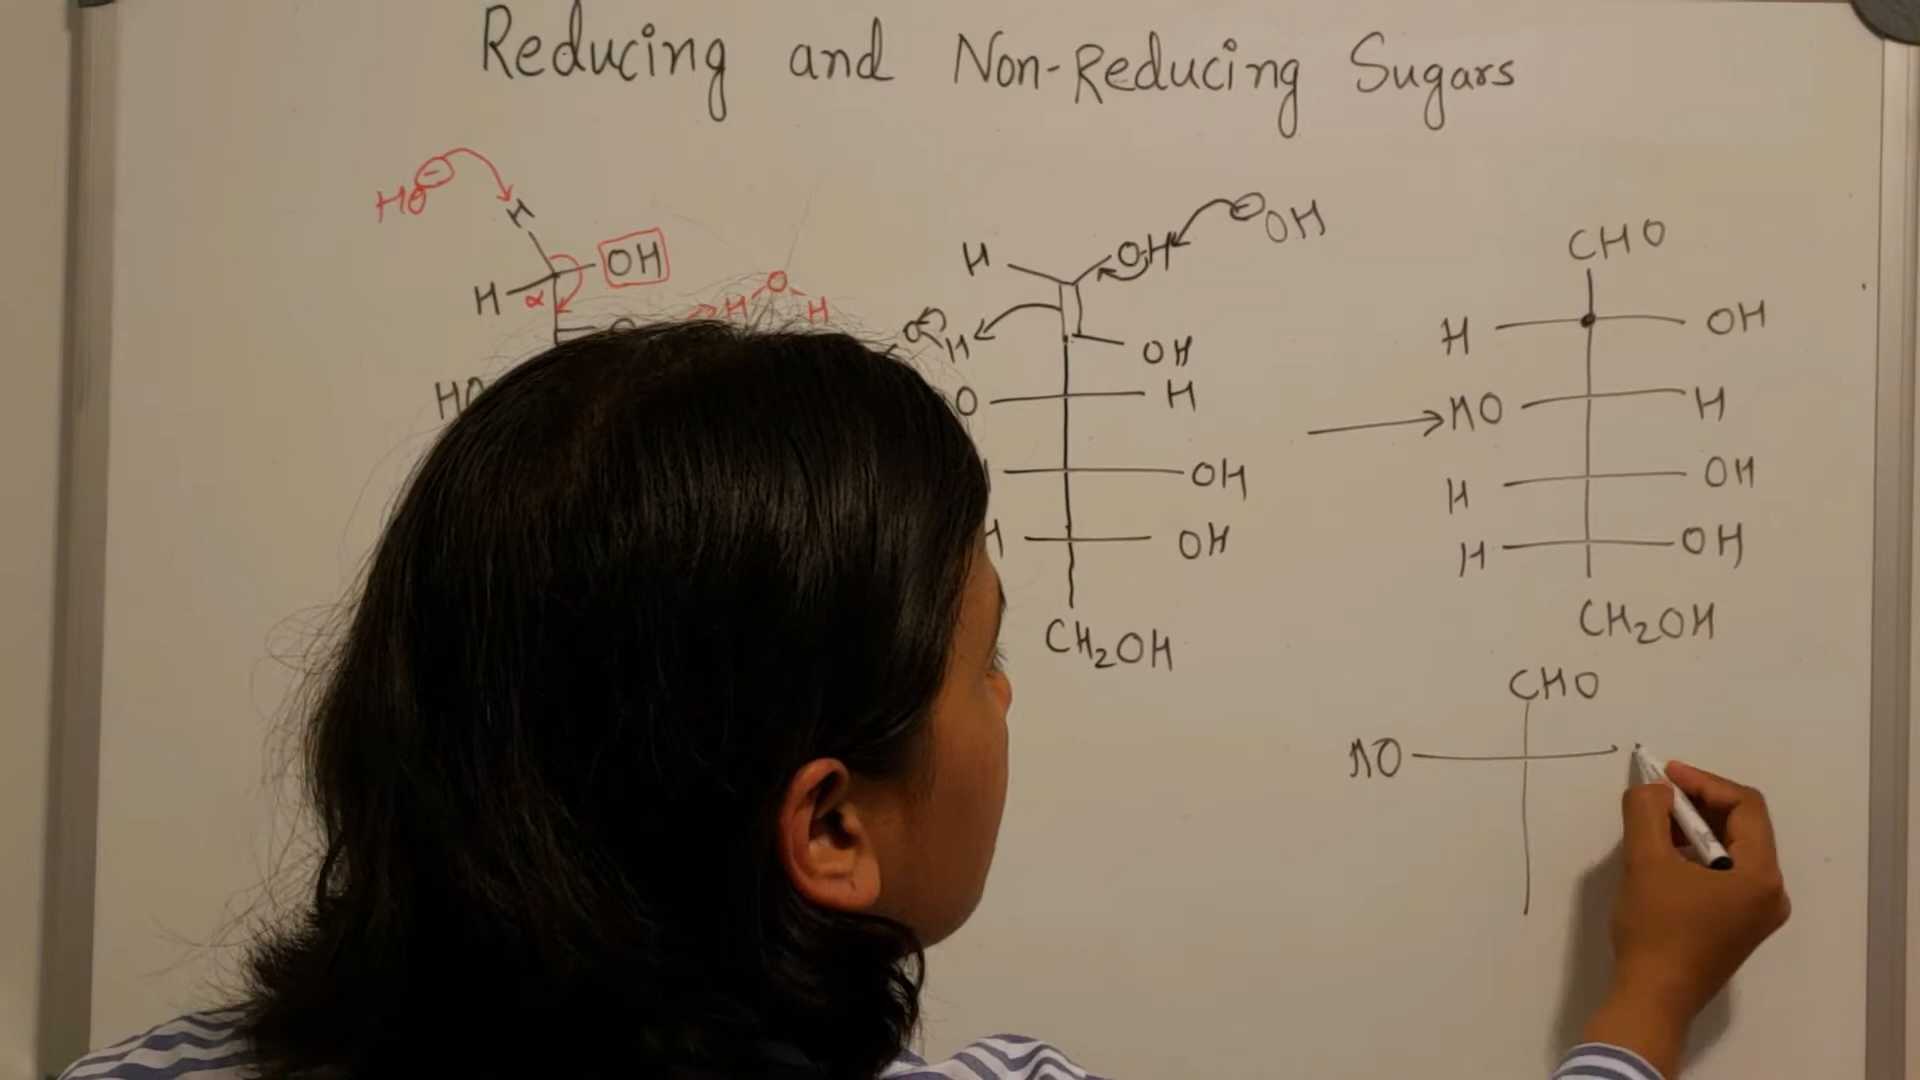 Reducing and Non-Reducing Sugars
HO⊖
H
OH
H
α
H O H
HO
H
OH
⊖OH
OH
H
O H
OH
H OH
H OH
CH₂OH
CHO
H OH
HO H
H OH
H OH
CH₂OH
CHO
HO